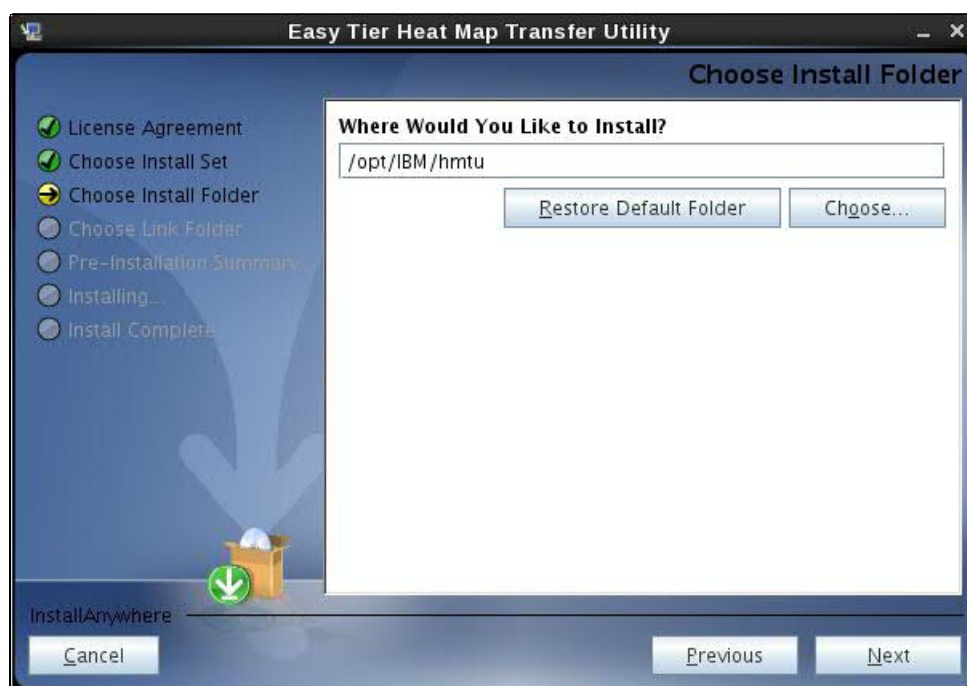 Easy Tier Heat Map Transfer Utility
Choose Install Folder
License Agreement
Choose Install Set
Choose Install Folder
Choose Link Folder
Pre-Installation Summary
Installing...
Install Complete
Where Would You Like to Install?
/opt/IBM/hmtu
Restore Default Folder
Choose...
InstallAnywhere
Cancel
Previous
Next